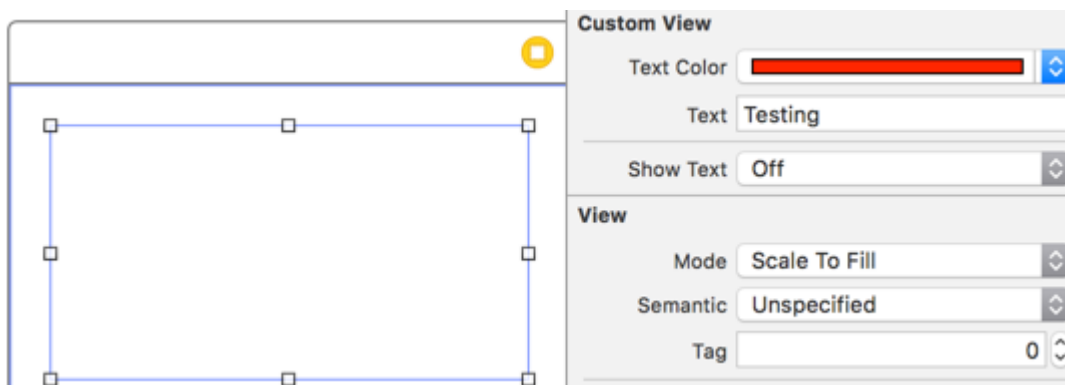 Custom View
Text Color
Text Testing
Show Text Off
View
Mode Scale To Fill
Semantic Unspecified
Tag 0